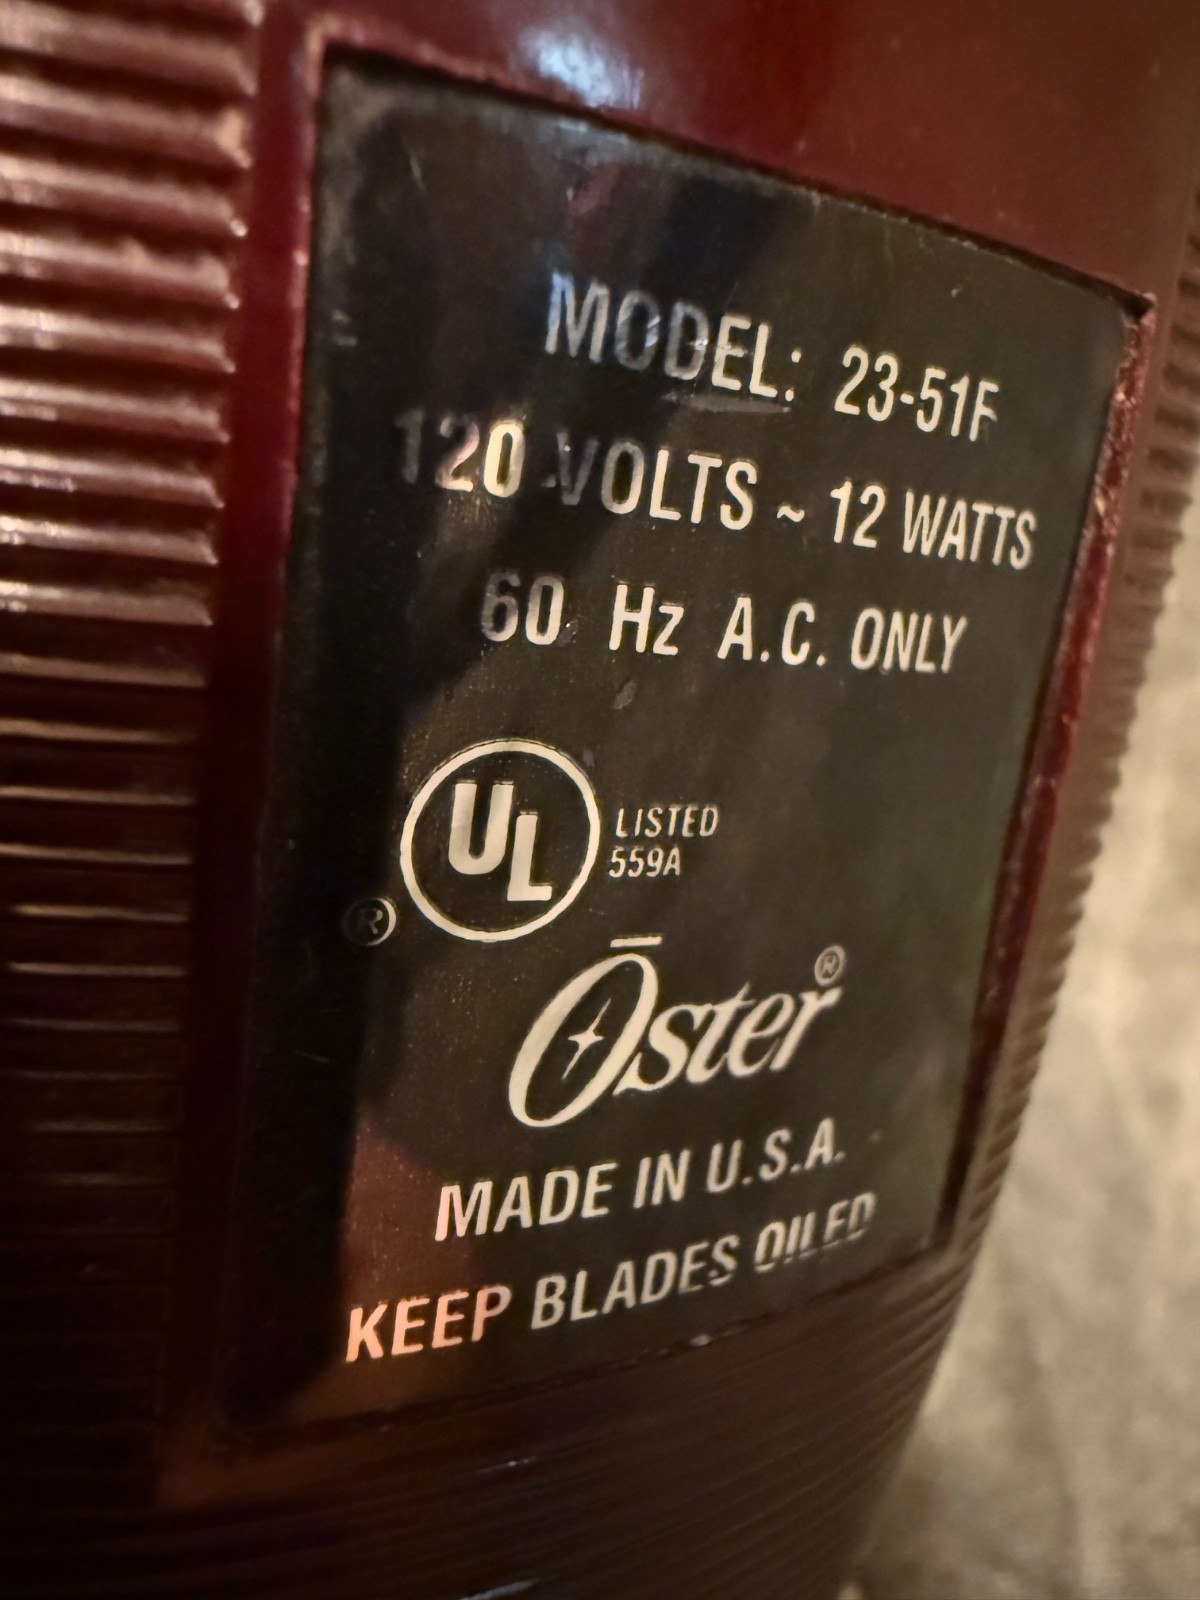 MODEL: 23-51F
120 VOLTS ~ 12 WATTS
60 Hz A.C. ONLY
UL LISTED
559A
®
Oster®
MADE IN U.S.A.
KEEP BLADES OILED